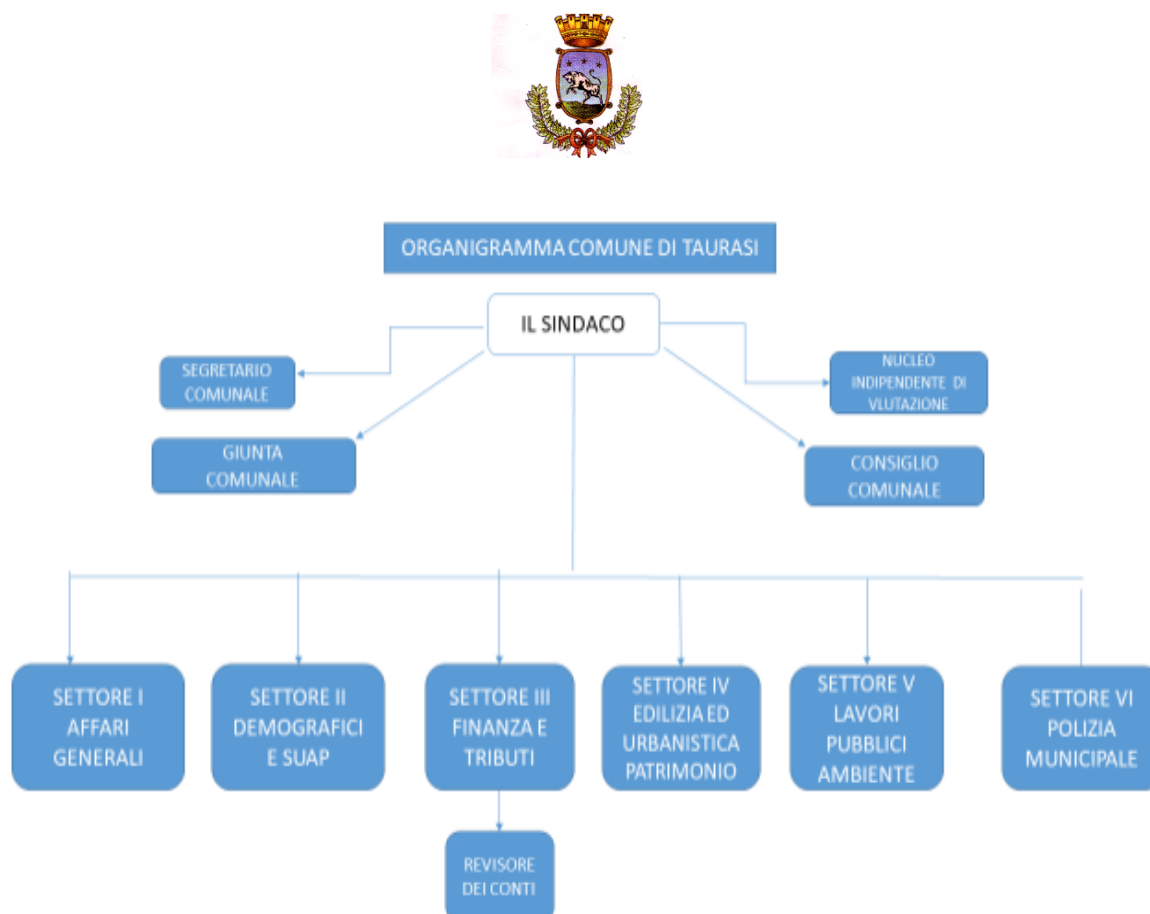 ORGANIGRAMMA COMUNE DI TAURASI
IL SINDACO
SEGRETARIO
COMUNALE
NUCLEO
INDIPENDENTE DI
VLUTAZIONE
GIUNTA
COMUNALE
CONSIGLIO
COMUNALE
SETTORE I
AFFARI
GENERALI
SETTORE II
DEMOGRAFICI
E SUAP
SETTORE III
FINANZA E
TRIBUTI
SETTORE IV
EDILIZIA ED
URBANISTICA
PATRIMONIO
SETTORE V
LAVORI
PUBBLICI
AMBIENTE
SETTORE VI
POLIZIA
MUNICIPALE
REVISORE
DEI CONTI